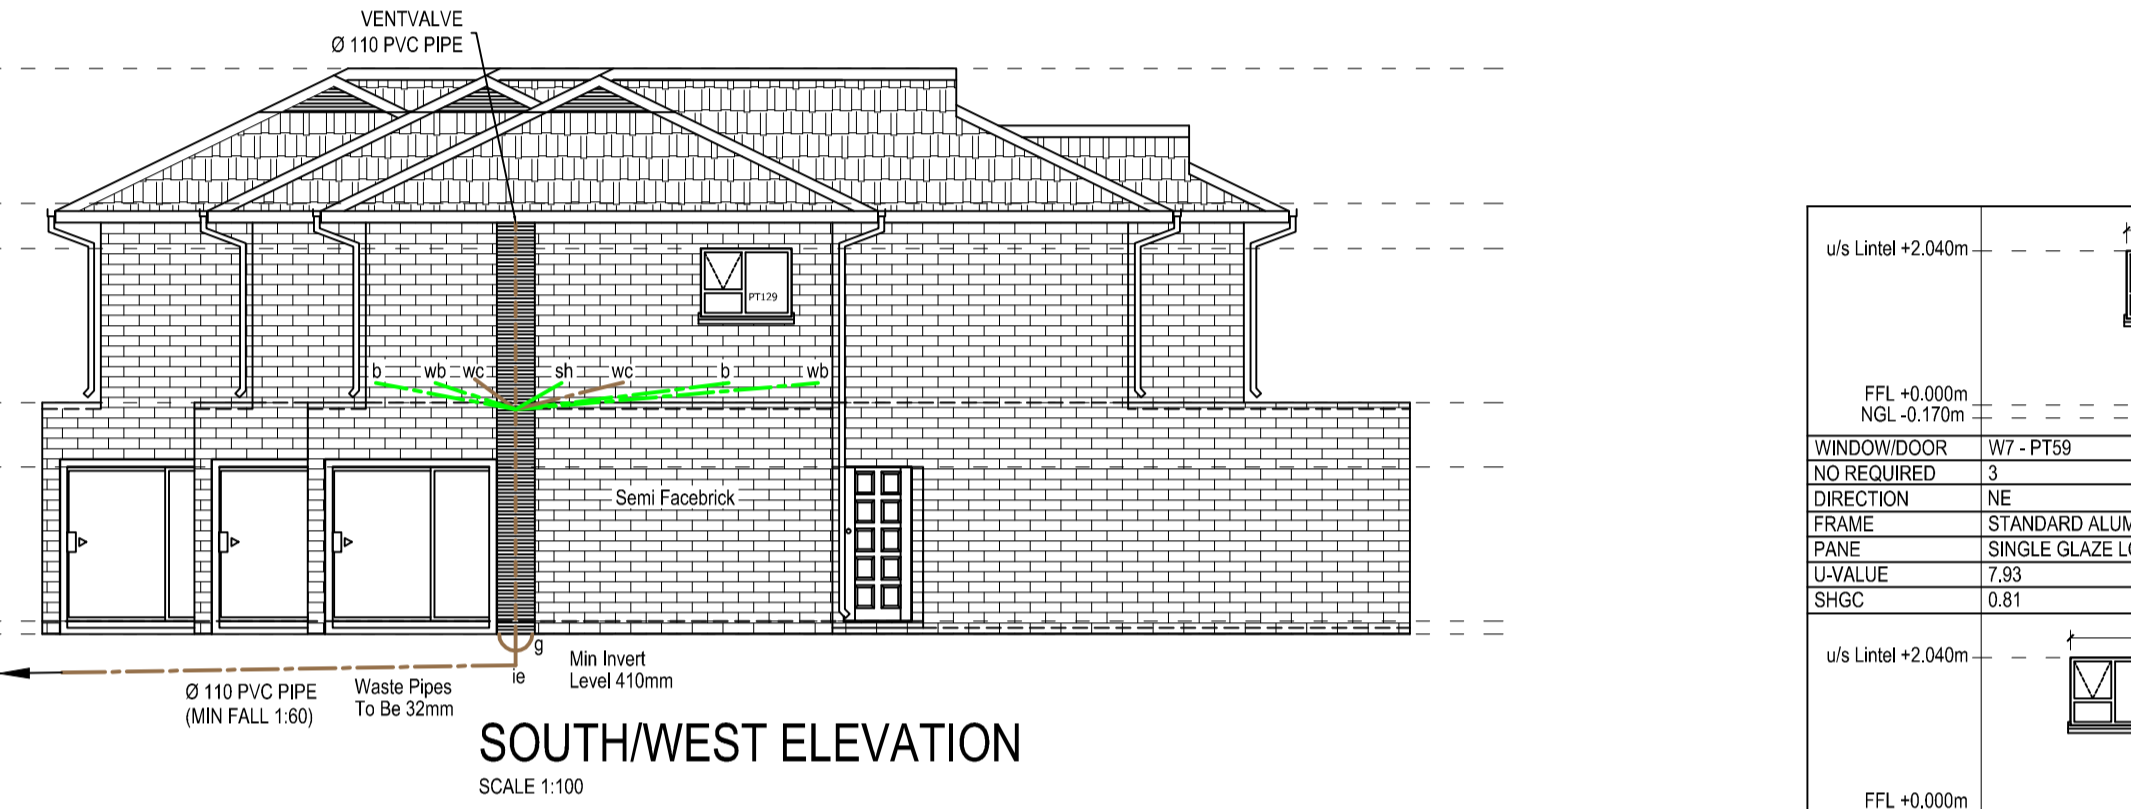 VENTVALVE
Ø 110 PVC PIPE
PT129
b wb wc sh wc b wb
Semi Facebrick
g
ie
Min Invert
Level 410mm
Ø 110 PVC PIPE
(MIN FALL 1:60)
Waste Pipes
To Be 32mm
SOUTH/WEST ELEVATION
SCALE 1:100
u/s Lintel +2.040m
FFL +0.000m
NGL -0.170m
WINDOW/DOOR W7 - PT59
NO REQUIRED 3
DIRECTION NE
FRAME STANDARD ALUM
PANE SINGLE GLAZE LO
U-VALUE 7.93
SHGC 0.81
u/s Lintel +2.040m
FFL +0.000m